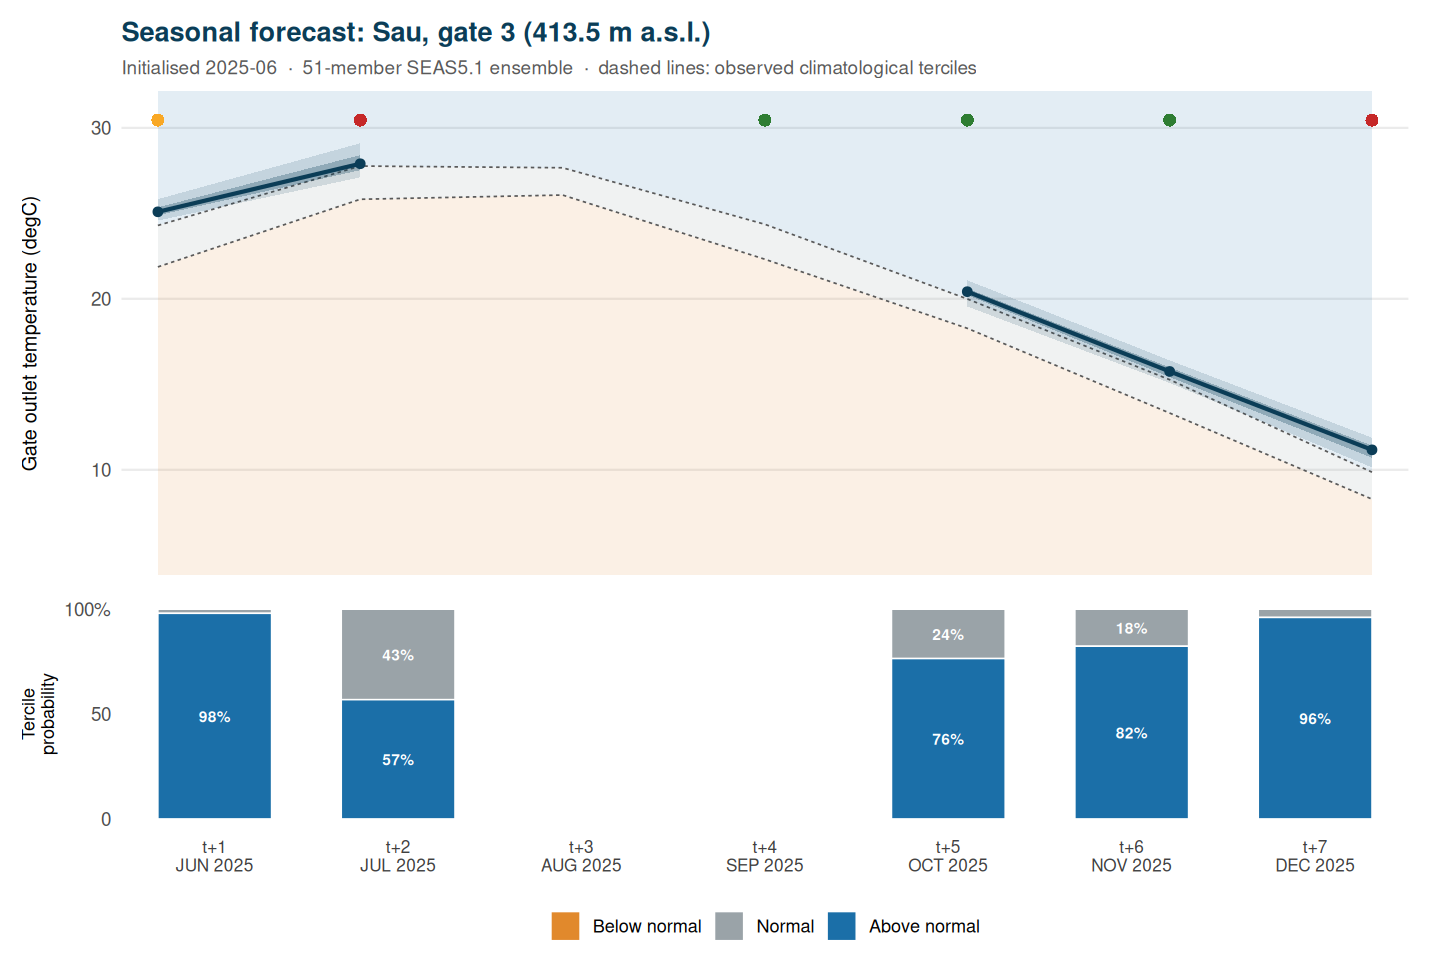 Seasonal forecast: Sau, gate 3 (413.5 m a.s.l.)
Initialised 2025-06 · 51-member SEAS5.1 ensemble · dashed lines: observed climatological terciles
Gate outlet temperature (degC)
30
20
10
Tercile
probability
100%
50
0
98%
43%
57%
24%
76%
18%
82%
96%
t+1
JUN 2025
t+2
JUL 2025
t+3
AUG 2025
t+4
SEP 2025
t+5
OCT 2025
t+6
NOV 2025
t+7
DEC 2025
Below normal
Normal
Above normal